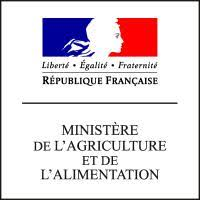 Liberté • Égalité • Fraternité
RÉPUBLIQUE FRANÇAISE
MINISTÈRE
DE L'AGRICULTURE
ET DE
L'ALIMENTATION